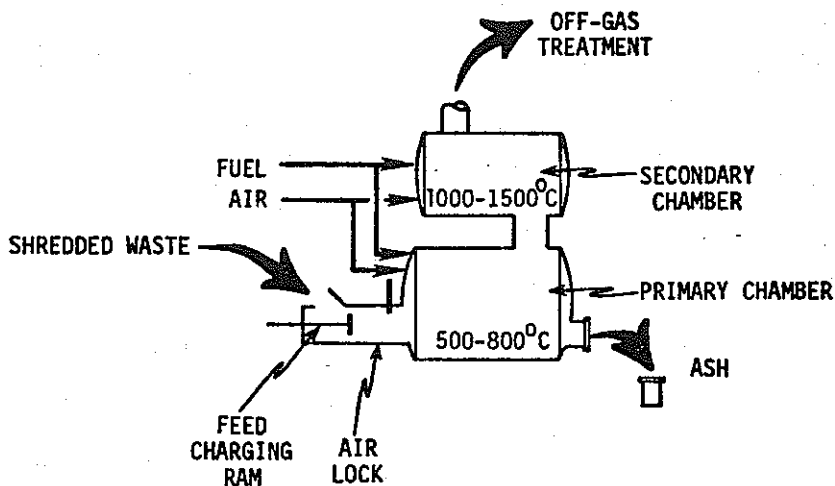 OFF-GAS
TREATMENT
FUEL
AIR
1000-1500°C
SECONDARY
CHAMBER
SHREDDED WASTE
PRIMARY CHAMBER
500-800°C
ASH
FEED
CHARGING
RAM
AIR
LOCK